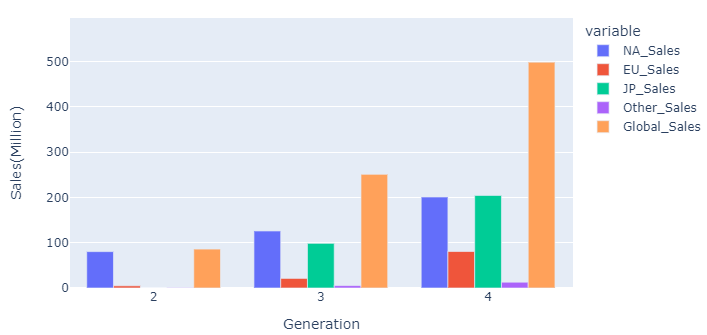 variable
NA_Sales
EU_Sales
JP_Sales
Other_Sales
Global_Sales
Sales(Million)
500
400
300
200
100
0
2 3 4
Generation